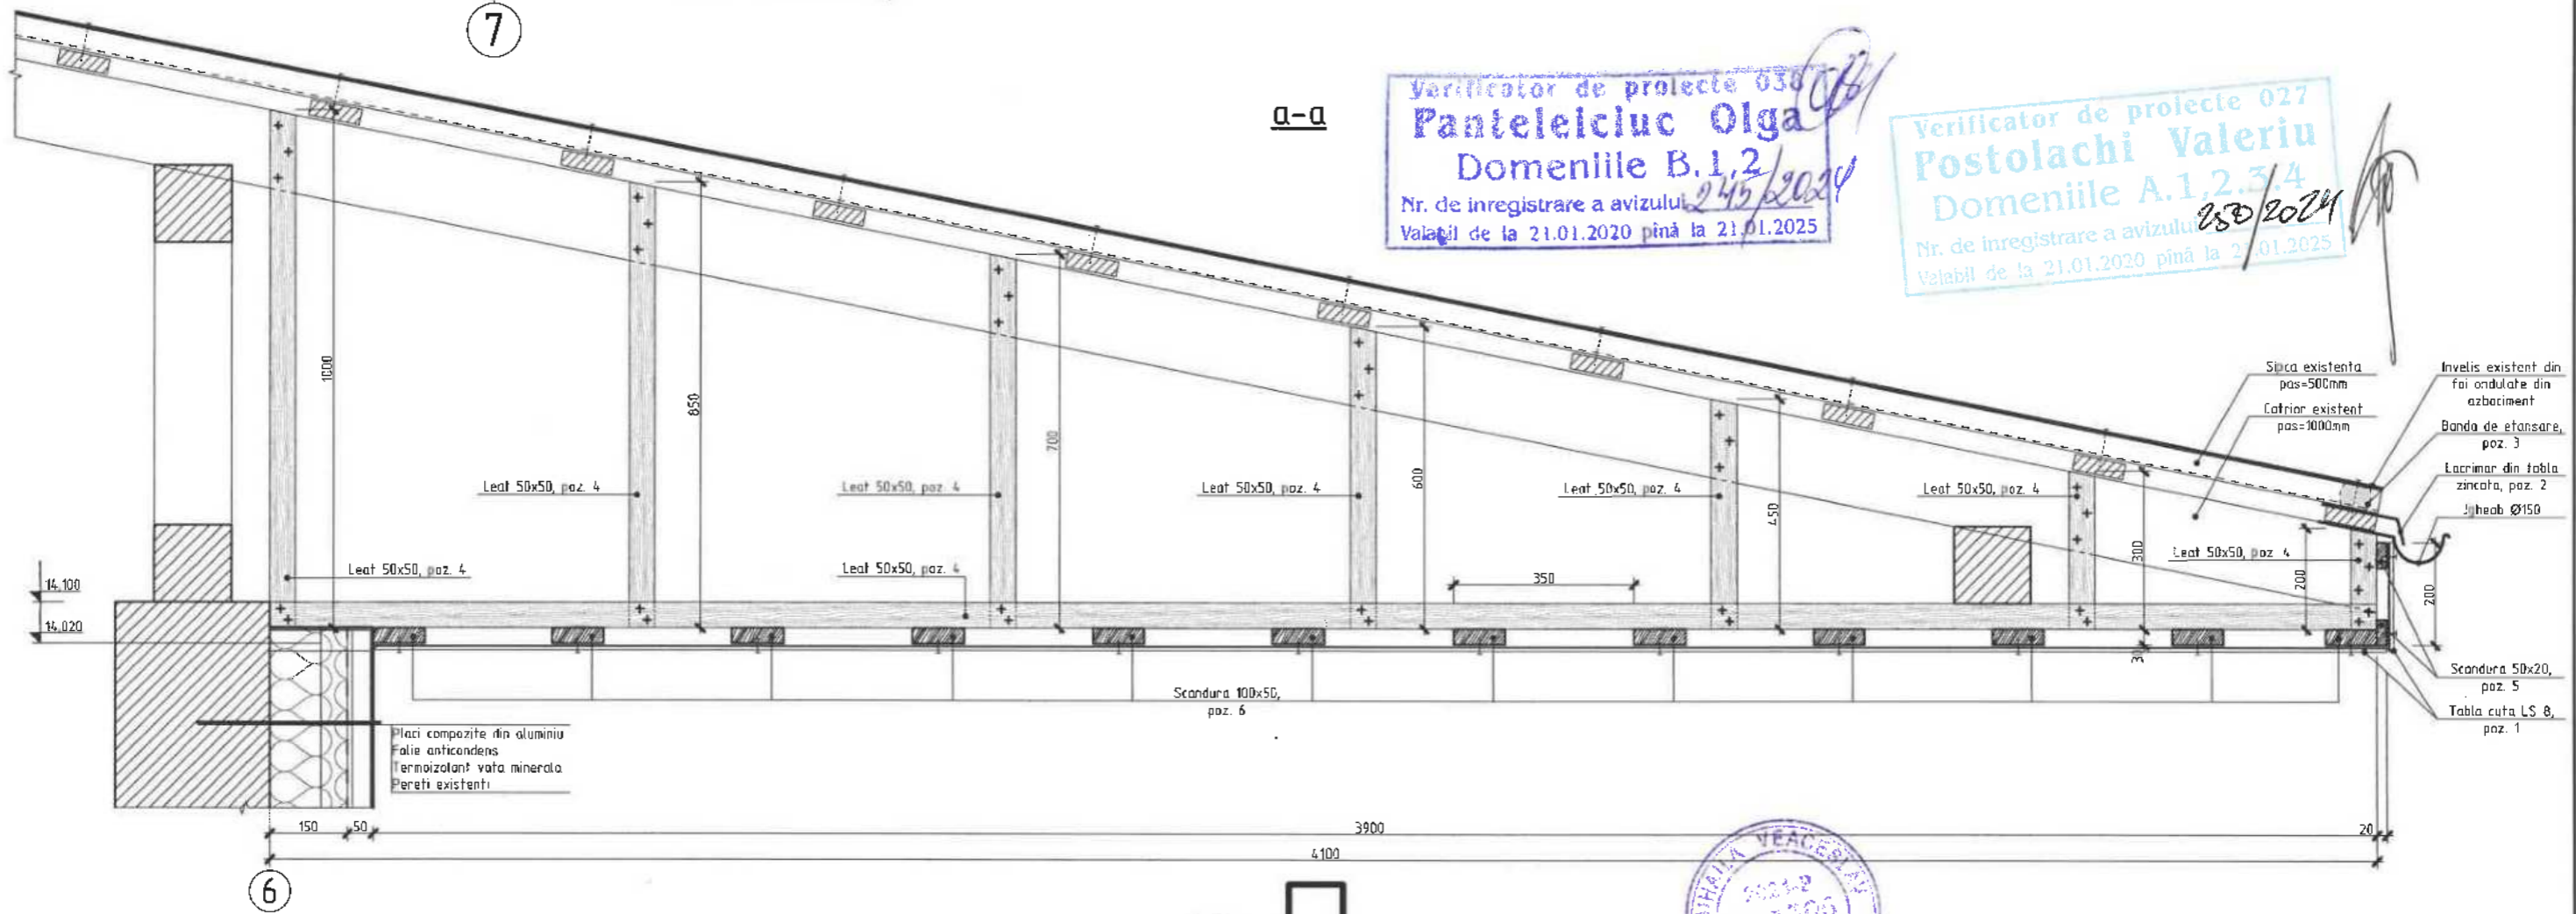 7
a-a
Verificator de proiecte 030
Panteleiciuc Olga
Domeniile B.1,2
Nr. de inregistrare a avizului 245/2024
Valabil de la 21.01.2020 pină la 21.01.2025
Verificator de proiecte 027
Postolachi Valeriu
Domeniile A.1,2.3.4
Nr. de inregistrare a avizului 250/2024
Valabil de la 21.01.2020 pină la 21.01.2025
Sipca existenta
pas=500mm
Catrior existent
pas=1000mm
Invelis existent din
foi ondulate din
azbociment
Banda de etansare,
poz. 3
Lacrimar din tabla
zincata, poz. 2
Jgheab Ø150
1000
850
700
600
450
300
200
200
Leat 50x50, poz. 4
Leat 50x50, poz. 4
Leat 50x50, poz. 4
Leat 50x50, poz. 4
Leat 50x50, poz. 4
Leat 50x50, poz. 4
Leat 50x50, poz. 4
Leat 50x50, poz. 4
350
14.100
14.020
30
Scandura 100x50,
poz. 6
Scandura 50x20,
poz. 5
Tabla cuta LS 8,
poz. 1
Placi compozite din aluminiu
Folie anticondens
Termoizolant vata minerala
Pereti existenti
150
50
3900
20
4100
6
MIHAILA VEACESLAV